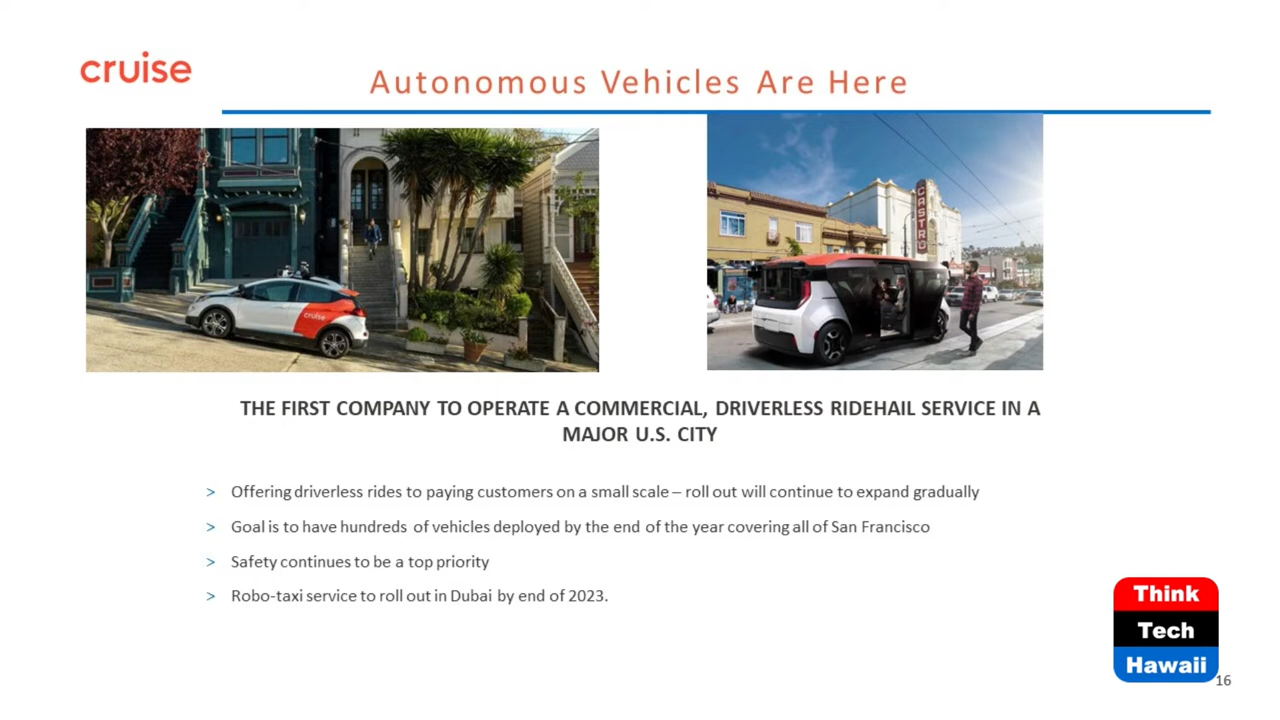 cruise
Autonomous Vehicles Are Here
cruise
CASTRO
THE FIRST COMPANY TO OPERATE A COMMERCIAL, DRIVERLESS RIDEHAIL SERVICE IN A
MAJOR U.S. CITY
> Offering driverless rides to paying customers on a small scale – roll out will continue to expand gradually
> Goal is to have hundreds of vehicles deployed by the end of the year covering all of San Francisco
> Safety continues to be a top priority
> Robo-taxi service to roll out in Dubai by end of 2023.
Think
Tech
Hawaii
16